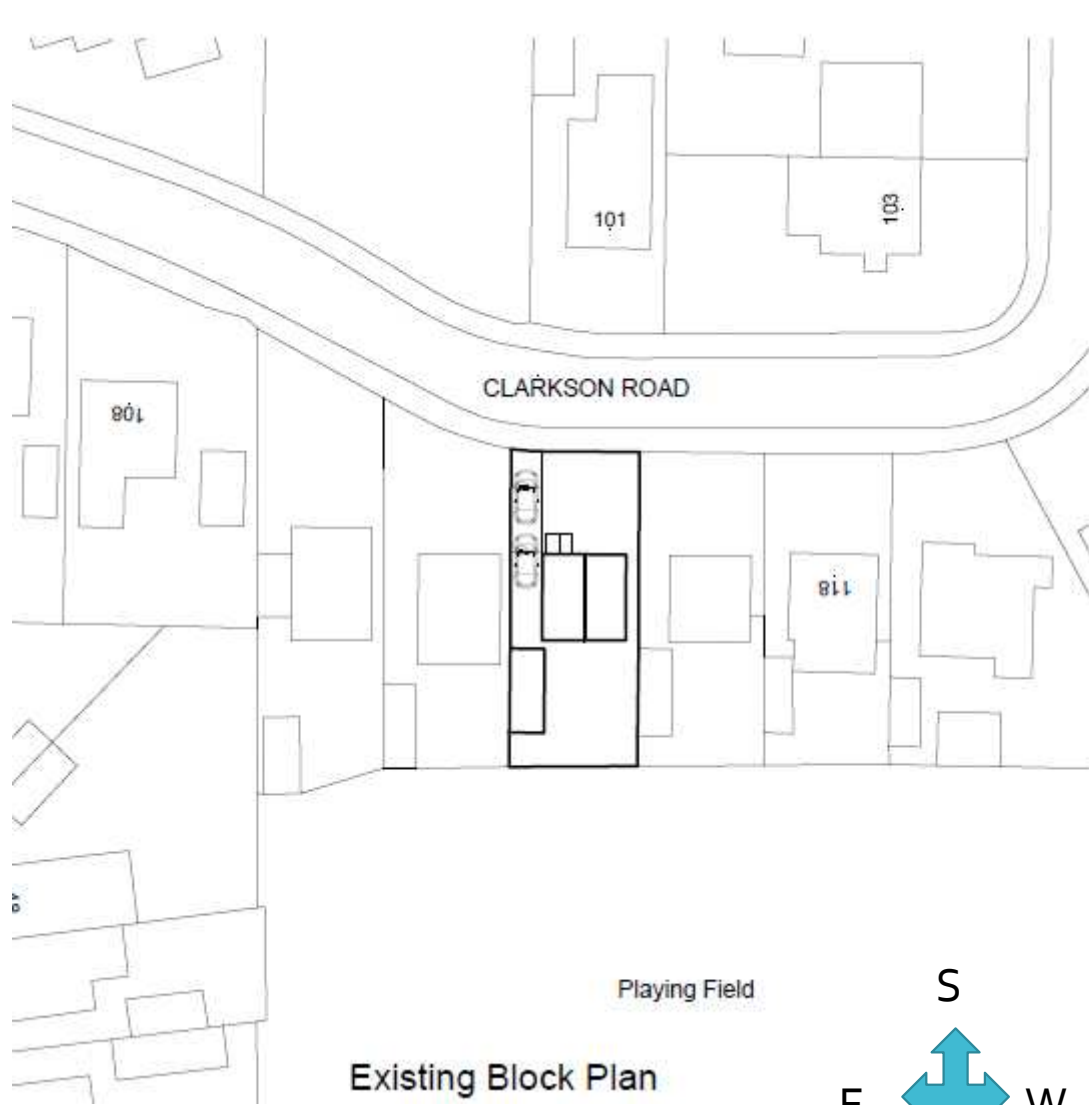 101
103
CLARKSON ROAD
108
118
Playing Field
S
Existing Block Plan
E W